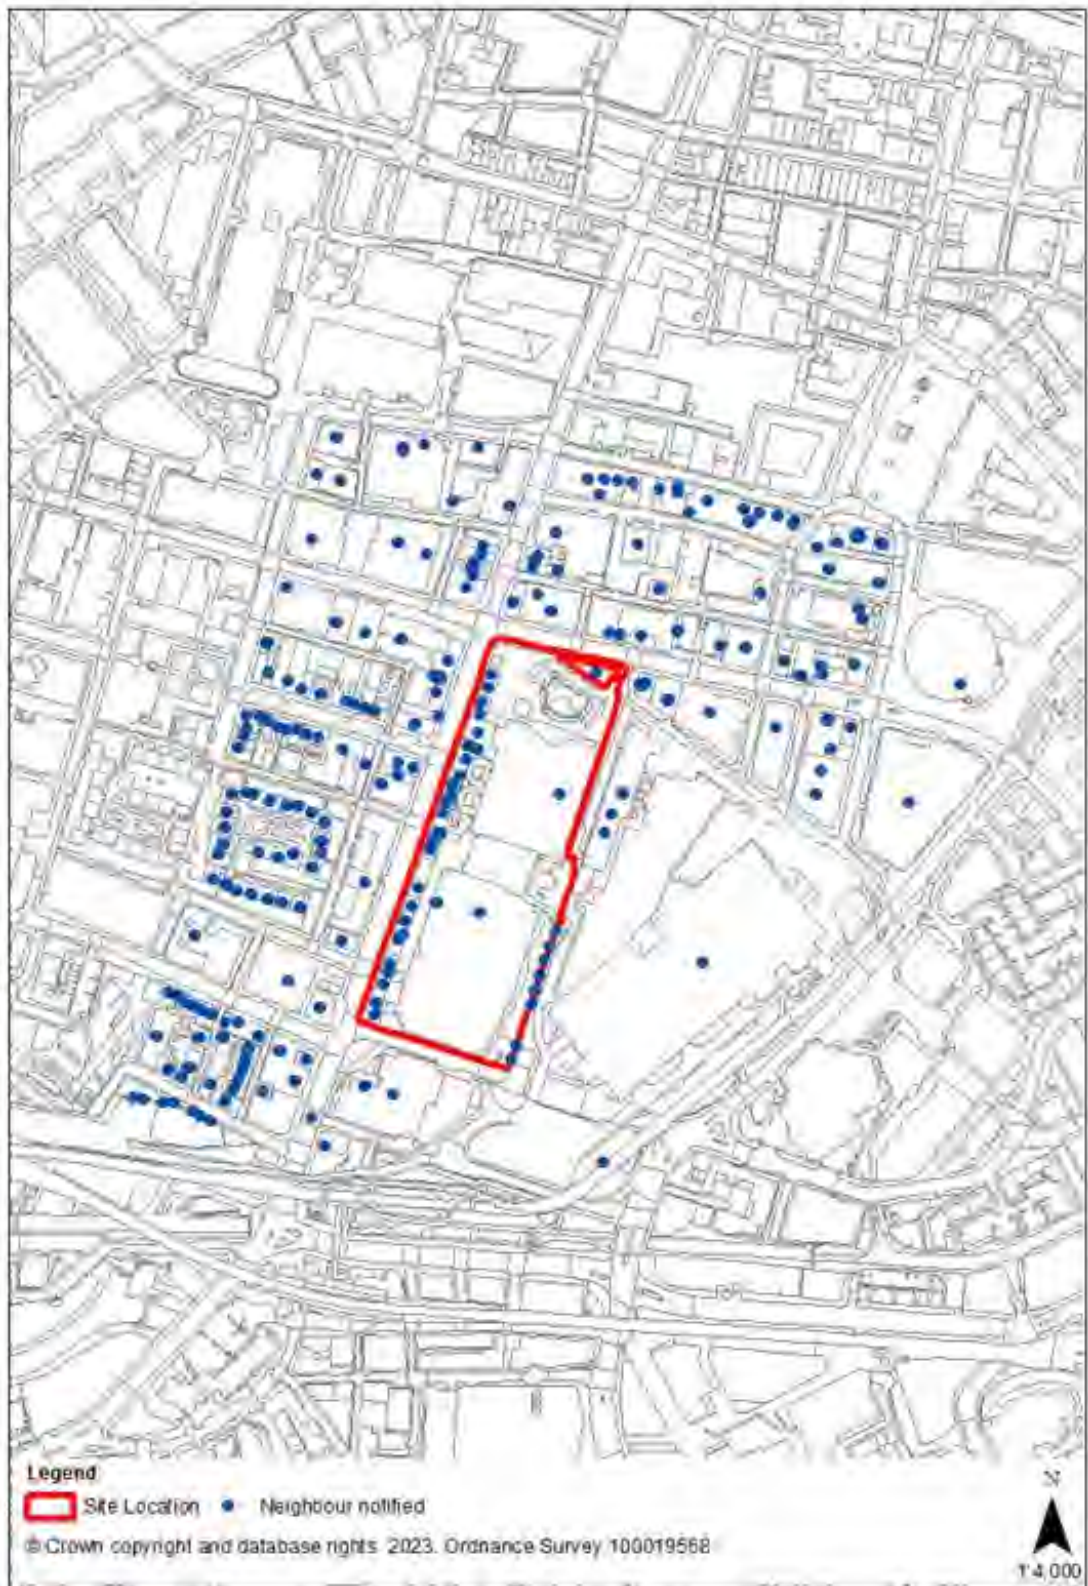 Legend
Site Location Neighbour notified
© Crown copyright and database rights 2023. Ordnance Survey 100019568
N
1:4,000